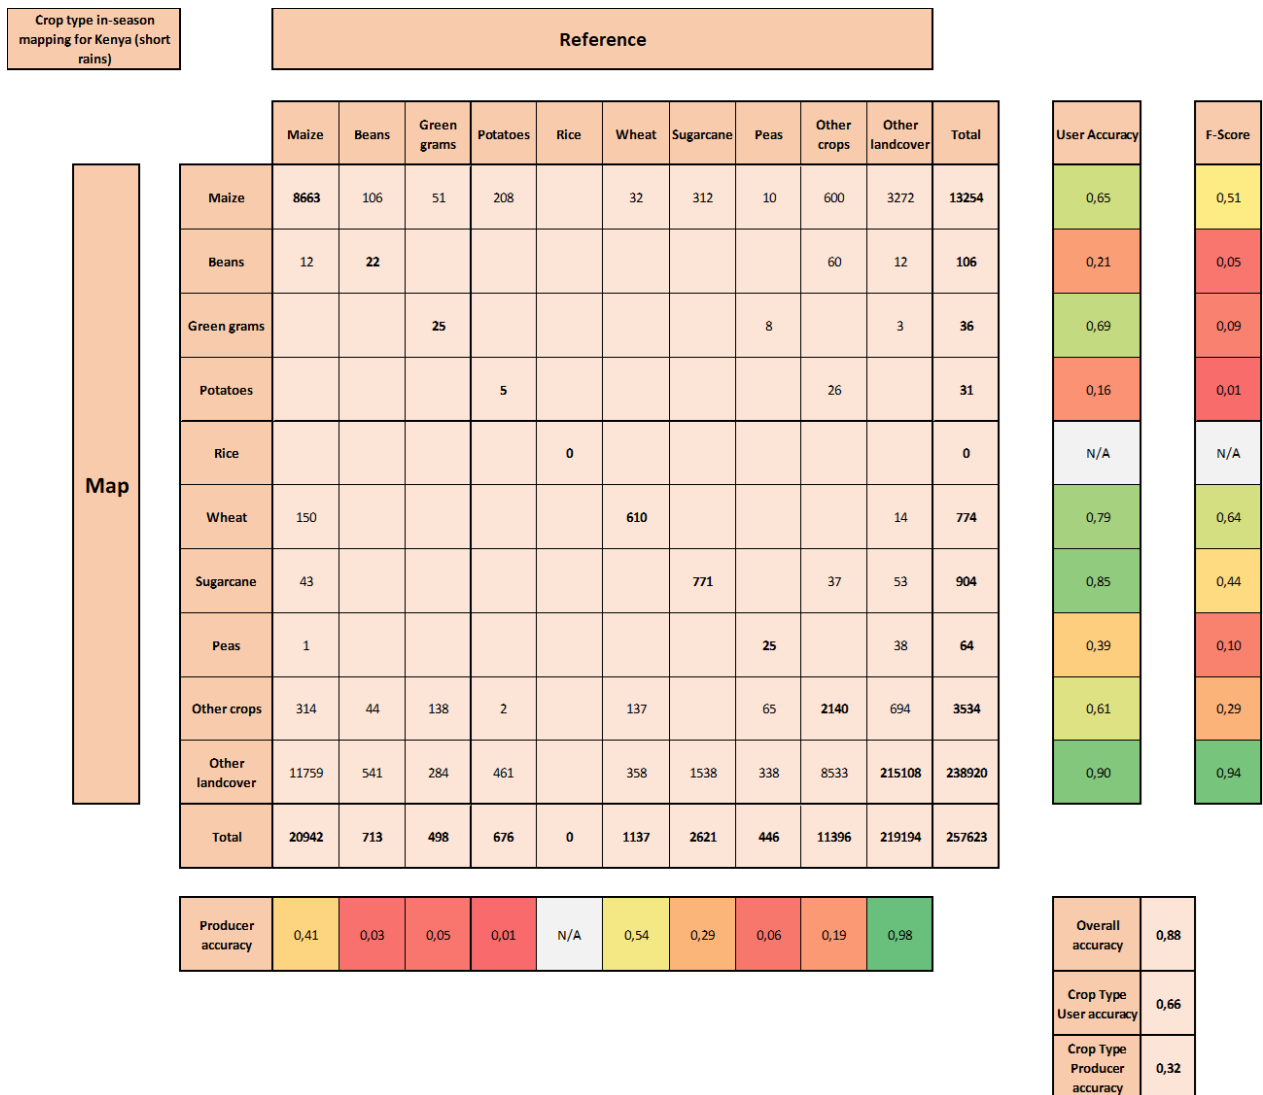 Crop type in-season
mapping for Kenya (short
rains)
Reference
Maize Beans Green grams Potatoes Rice Wheat Sugarcane Peas Other crops Other landcover Total User Accuracy F-Score
Map
Maize 8663 106 51 208 32 312 10 600 3272 13254 0,65 0,51
Beans 12 22 60 12 106 0,21 0,05
Green grams 25 8 3 36 0,69 0,09
Potatoes 5 26 31 0,16 0,01
Rice 0 0 N/A N/A
Wheat 150 610 14 774 0,79 0,64
Sugarcane 43 771 37 53 904 0,85 0,44
Peas 1 25 38 64 0,39 0,10
Other crops 314 44 138 2 137 65 2140 694 3534 0,61 0,29
Other landcover 11759 541 284 461 358 1538 338 8533 215108 238920 0,90 0,94
Total 20942 713 498 676 0 1137 2621 446 11396 219194 257623
Producer accuracy 0,41 0,03 0,05 0,01 N/A 0,54 0,29 0,06 0,19 0,98
Overall accuracy 0,88
Crop Type User accuracy 0,66
Crop Type Producer accuracy 0,32